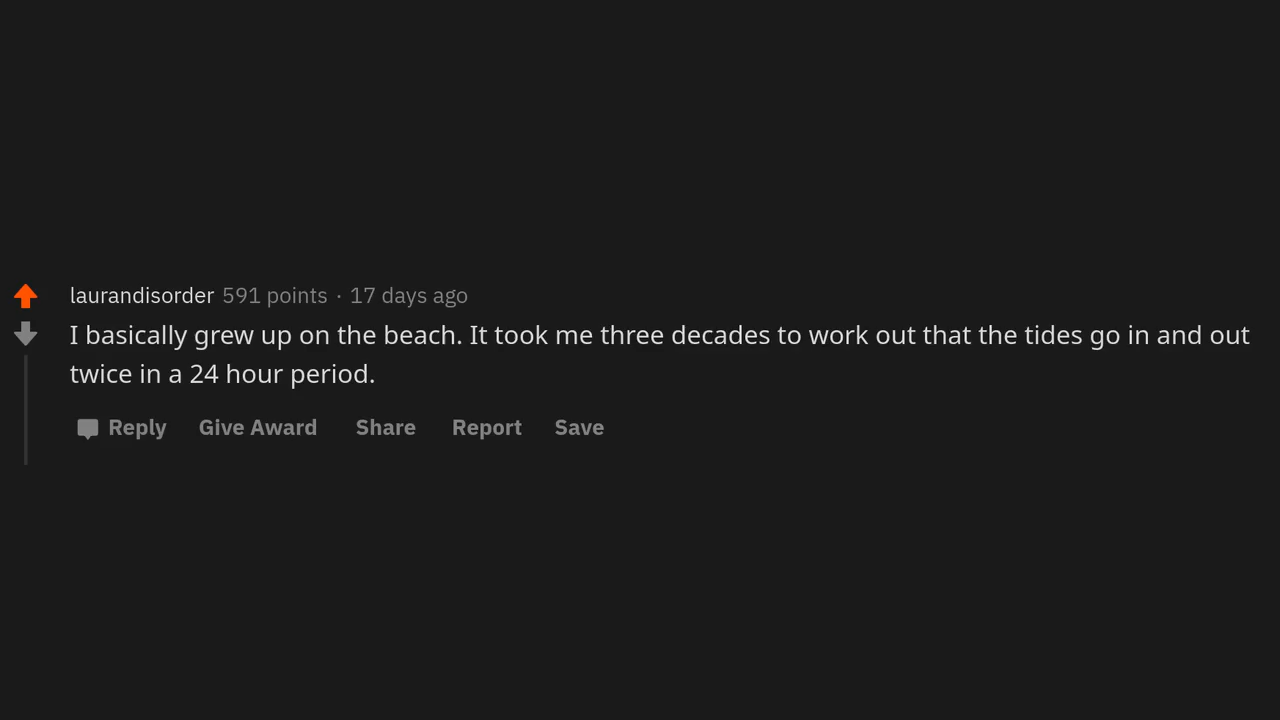 laurandisorder 591 points · 17 days ago
I basically grew up on the beach. It took me three decades to work out that the tides go in and out
twice in a 24 hour period.
Reply Give Award Share Report Save